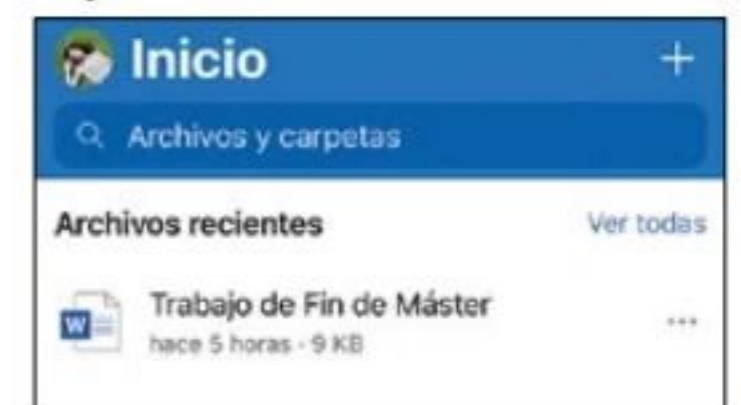 Inicio
Archivos y carpetas
Archivos recientes Ver todas
Trabajo de Fin de Máster
hace 5 horas - 9 KB
W